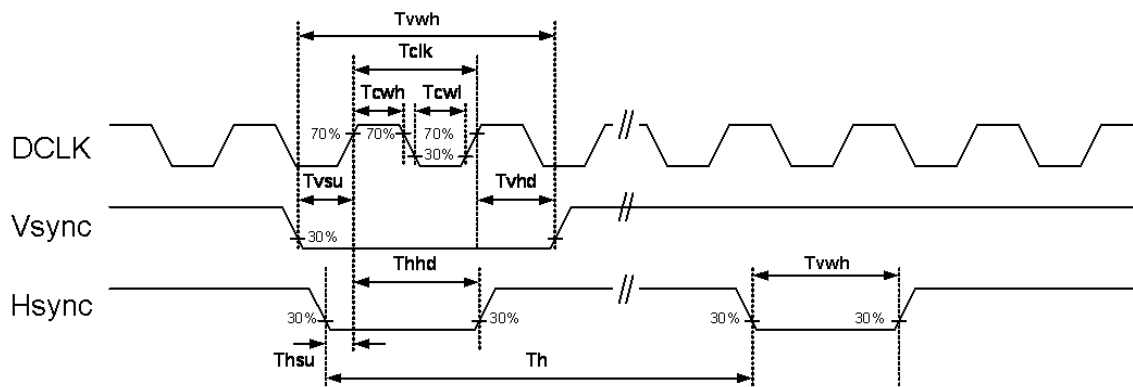 Tvwh
Tclk
Tcwh Tcwl
DCLK 70% 70% 70%
30%
Tvsu Tvhd
Vsync
30%
Thhd Tvwh
Hsync
30% 30% 30% 30%
Thsu Th